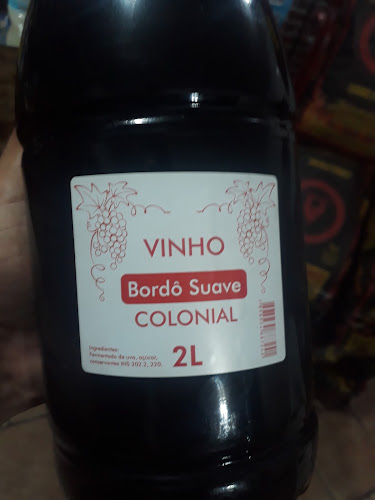 VINHO
Bordô Suave
COLONIAL
Ingredientes:
Fermentado de uva, açúcar,
conservantes INS 202 2, 220.
2L